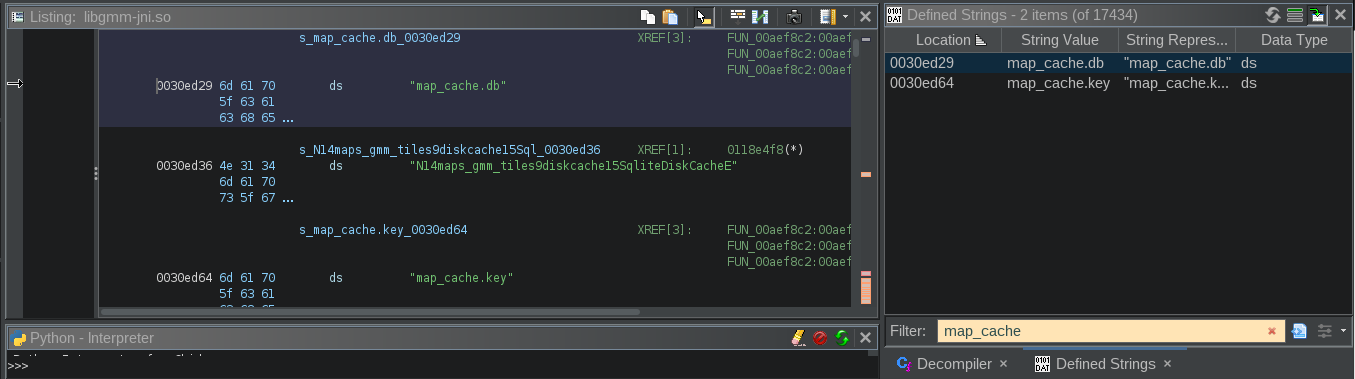 Listing: libgmm-jni.so
s_map_cache.db_0030ed29 XREF[3]: FUN_00aef8c2:00aef
FUN_00aef8c2:00aef
FUN_00aef8c2:00aef
0030ed29 6d 61 70 ds "map_cache.db"
5f 63 61
63 68 65 ...
s_N14maps_gmm_tiles9diskcache15Sql_0030ed36 XREF[1]: 0118e4f8(*)
0030ed36 4e 31 34 ds "N14maps_gmm_tiles9diskcache15SqliteDiskCacheE"
6d 61 70
73 5f 67 ...
s_map_cache.key_0030ed64 XREF[3]: FUN_00aef8c2:00aef
FUN_00aef8c2:00aef
FUN_00aef8c2:00aef
0030ed64 6d 61 70 ds "map_cache.key"
5f 63 61
Python - Interpreter
>>>
Defined Strings - 2 items (of 17434)
Location String Value String Repres... Data Type
0030ed29 map_cache.db "map_cache.db" ds
0030ed64 map_cache.key "map_cache.k... ds
Filter: map_cache
Decompiler Defined Strings